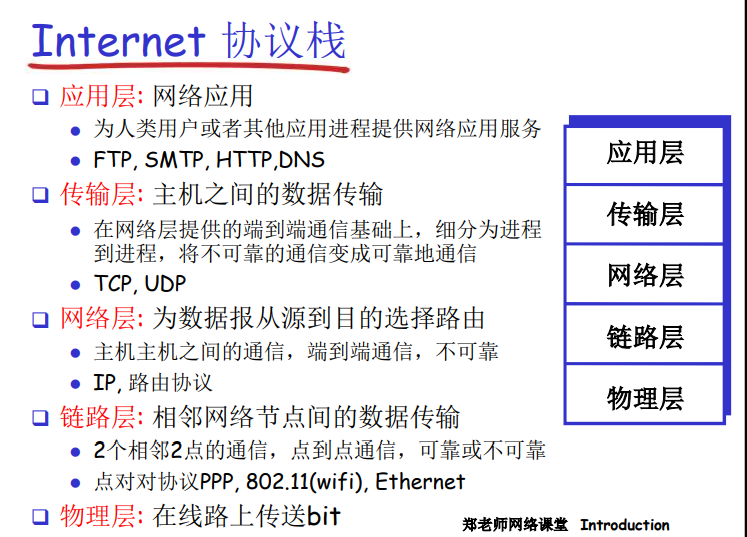 Internet 协议栈
应用层: 网络应用
为人类用户或者其他应用进程提供网络应用服务
FTP, SMTP, HTTP,DNS
传输层: 主机之间的数据传输
在网络层提供的端到端通信基础上，细分为进程
到进程，将不可靠的通信变成可靠地通信
TCP, UDP
网络层: 为数据报从源到目的选择路由
主机主机之间的通信，端到端通信，不可靠
IP, 路由协议
链路层: 相邻网络节点间的数据传输
2个相邻2点的通信，点到点通信，可靠或不可靠
点对对协议PPP, 802.11(wifi), Ethernet
物理层: 在线路上传送bit
应用层
传输层
网络层
链路层
物理层
郑老师网络课堂 Introduction